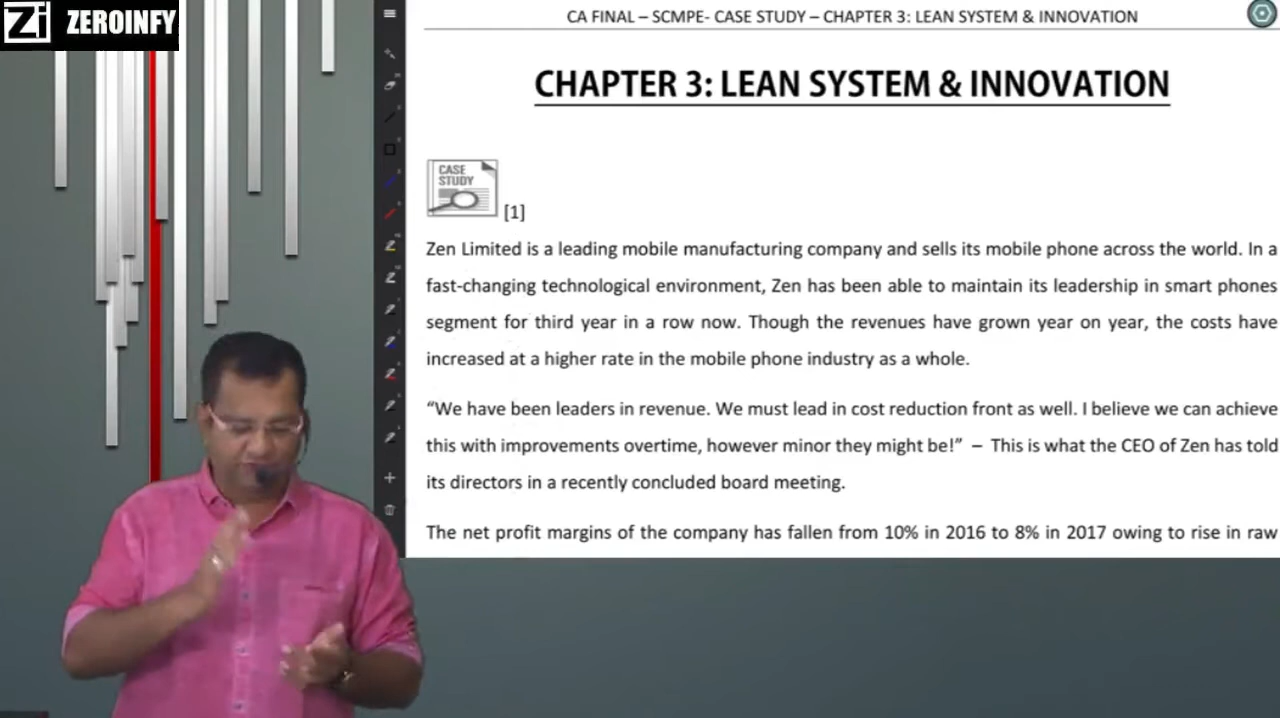 Zi ZEROINFY
CA FINAL – SCMPE- CASE STUDY – CHAPTER 3: LEAN SYSTEM & INNOVATION
CHAPTER 3: LEAN SYSTEM & INNOVATION
CASE
STUDY
[1]
Zen Limited is a leading mobile manufacturing company and sells its mobile phone across the world. In a
fast-changing technological environment, Zen has been able to maintain its leadership in smart phones
segment for third year in a row now. Though the revenues have grown year on year, the costs have
increased at a higher rate in the mobile phone industry as a whole.
“We have been leaders in revenue. We must lead in cost reduction front as well. I believe we can achieve
this with improvements overtime, however minor they might be!” – This is what the CEO of Zen has told
its directors in a recently concluded board meeting.
The net profit margins of the company has fallen from 10% in 2016 to 8% in 2017 owing to rise in raw